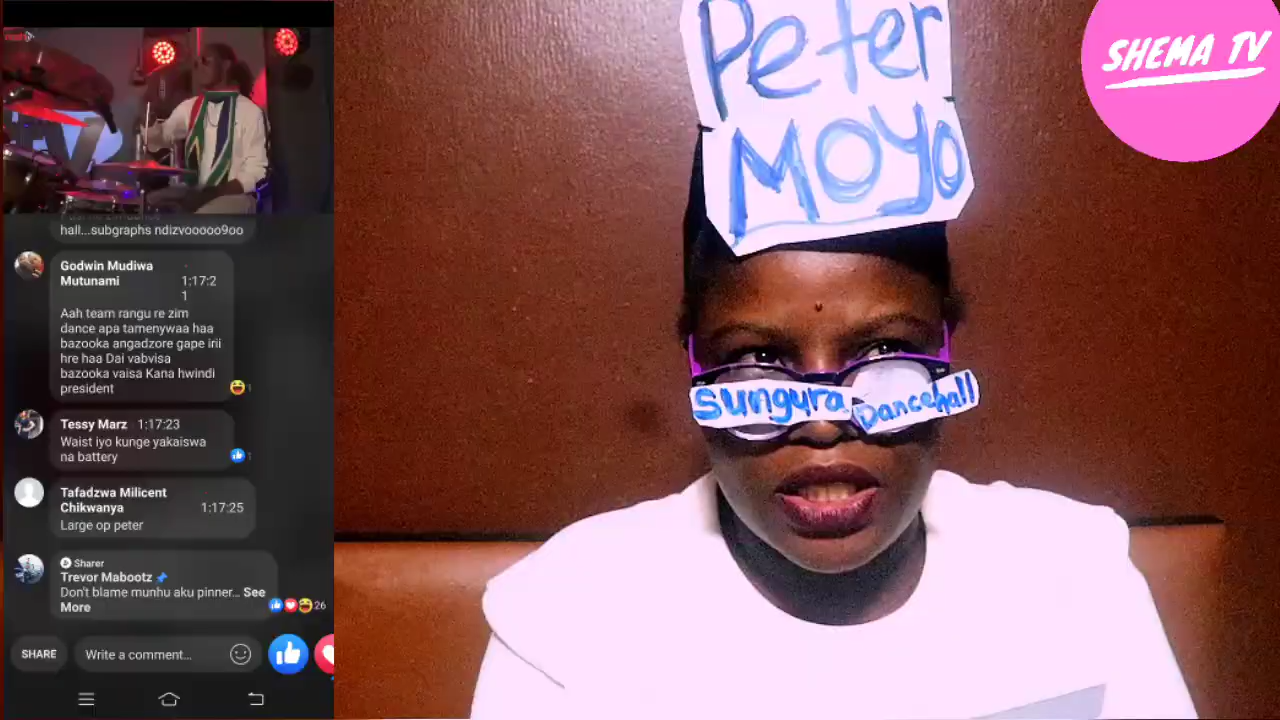 hall...subgraphs ndizvooooo9oo
Godwin Mudiwa
Mutunami
1:17:2
1
Aah team rangu re zim
dance apa tamenywaa haa
bazooka angadzore gape irii
hre haa Dai vabvisa
bazooka vaisa Kana hwindi
president
1
Tessy Marz 1:17:23
Waist iyo kunge yakaiswa
na battery
1
Tafadzwa Milicent
Chikwanya
1:17:25
Large op peter
Sharer
Trevor Mabootz
Don't blame munhu aku pinner... See
More
26
SHARE
Write a comment...
Peter
MOYO
Sungura
Dancehall
SHEMA TV